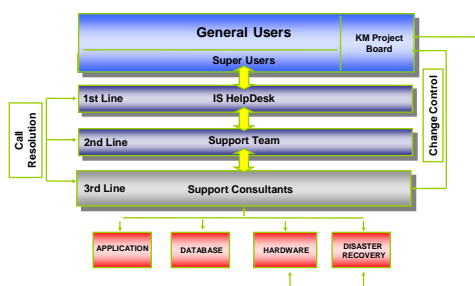 General Users
KM Project
Board
Super Users
1st Line
IS HelpDesk
2nd Line
Support Team
3rd Line
Support Consultants
Call
Resolution
Change Control
APPLICATION
DATABASE
HARDWARE
DISASTER
RECOVERY